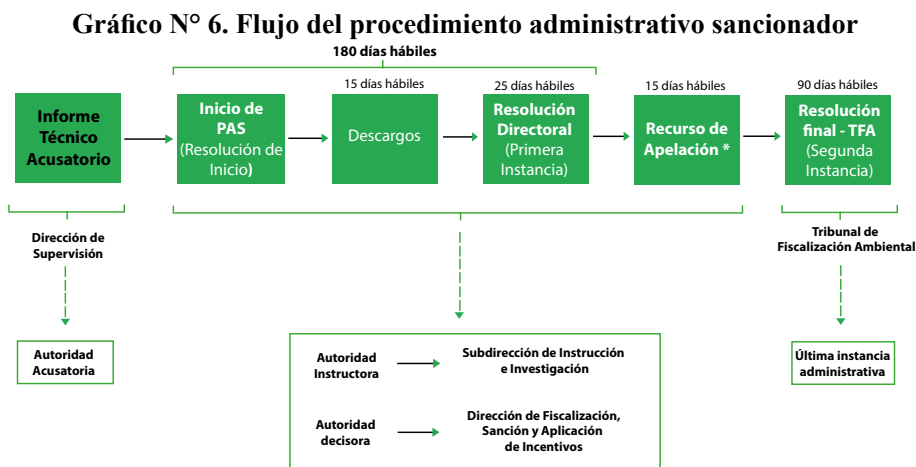 Gráfico N° 6. Flujo del procedimiento administrativo sancionador
180 días hábiles
15 días hábiles
25 días hábiles
15 días hábiles
90 días hábiles
Informe
Técnico
Acusatorio
Inicio de
PAS
(Resolución de
Inicio)
Descargos
Resolución
Directoral
(Primera
Instancia)
Recurso de
Apelación *
Resolución
final - TFA
(Segunda
Instancia)
Dirección de
Supervisión
Tribunal de
Fiscalización Ambiental
Autoridad
Acusatoria
Autoridad
Instructora
Subdirección de Instrucción
e Investigación
Autoridad
decisora
Dirección de Fiscalización,
Sanción y Aplicación
de Incentivos
Última instancia
administrativa